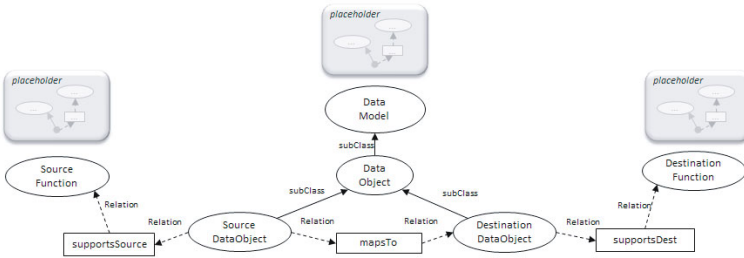 placeholder
...
...
...
placeholder
...
...
...
placeholder
...
...
...
Data
Model
subClass
Source
Function
Data
Object
Destination
Function
subClass
subClass
Relation
Relation
Relation
Source
DataObject
Relation
Relation
Destination
DataObject
Relation
supportsSource
mapsTo
supportsDest